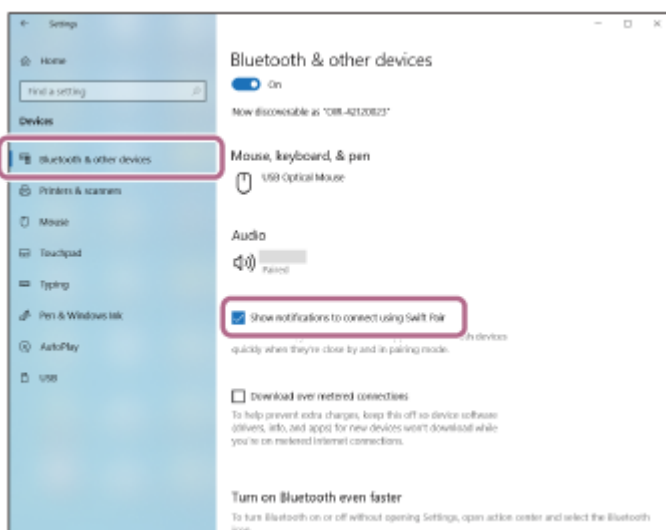 Settings
Home
Find a setting
Devices
Bluetooth & other devices
Printers & scanners
Mouse
Touchpad
Typing
Pen & Windows Ink
AutoPlay
USB
Bluetooth & other devices
On
Now discoverable as
Mouse, keyboard, & pen
USB Optical Mouse
Audio
Paired
Show notifications to connect using Swift Pair
devices
quickly when they're close by and in pairing mode.
Download over metered connections
To help prevent extra charges, keep this off so device software
(drivers, info, and apps) for new devices won't download while
you're on metered Internet connections.
Turn on Bluetooth even faster
To turn Bluetooth on or off without opening Settings, open action center and select the Bluetooth
icon.